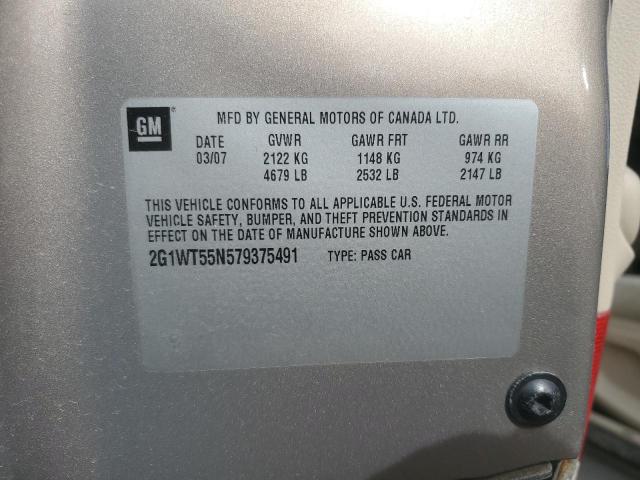 GM
MFD BY GENERAL MOTORS OF CANADA LTD.
DATE GVWR GAWR FRT GAWR RR
03/07 2122 KG 1148 KG 974 KG
4679 LB 2532 LB 2147 LB
THIS VEHICLE CONFORMS TO ALL APPLICABLE U.S. FEDERAL MOTOR
VEHICLE SAFETY, BUMPER, AND THEFT PREVENTION STANDARDS IN
EFFECT ON THE DATE OF MANUFACTURE SHOWN ABOVE.
2G1WT55N579375491 TYPE: PASS CAR